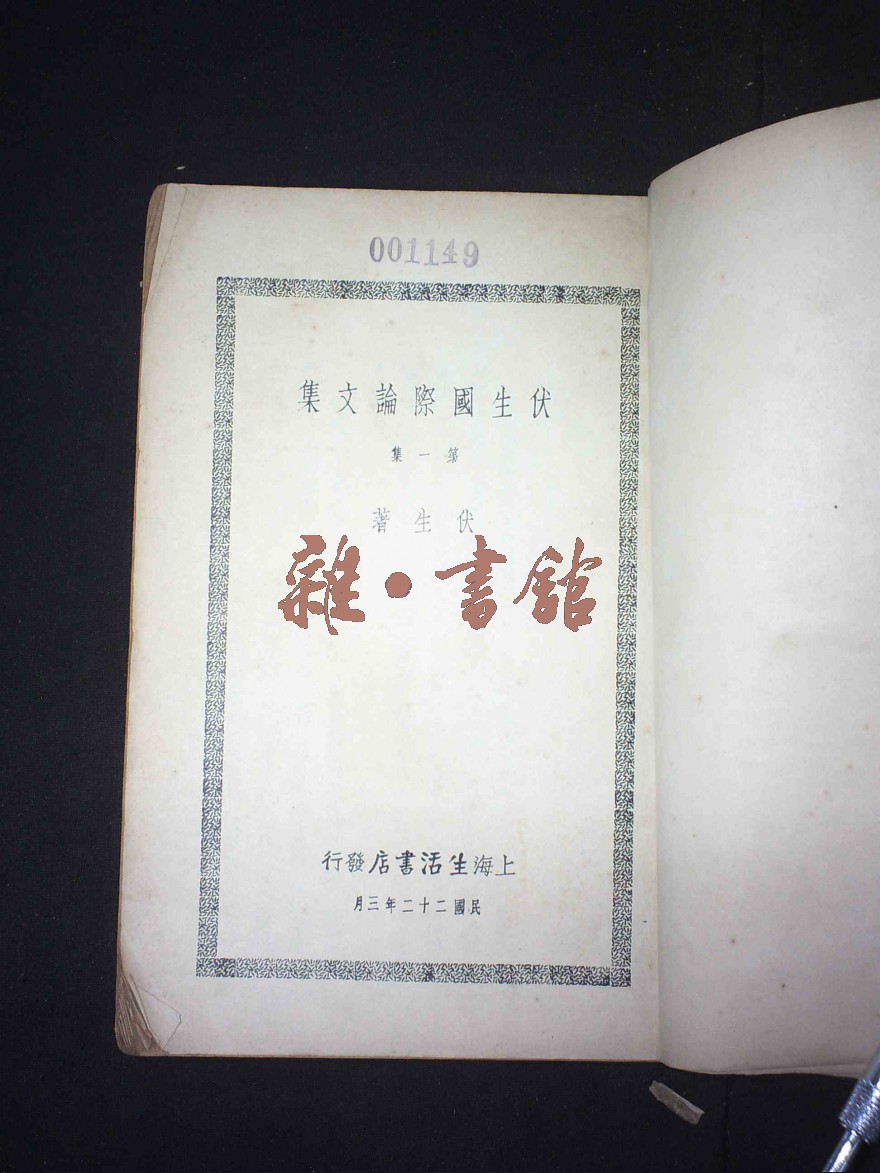 001149
伏生國際論文集
第一集
伏生著
雜·書館
上海生活書店發行
民國二十二年三月